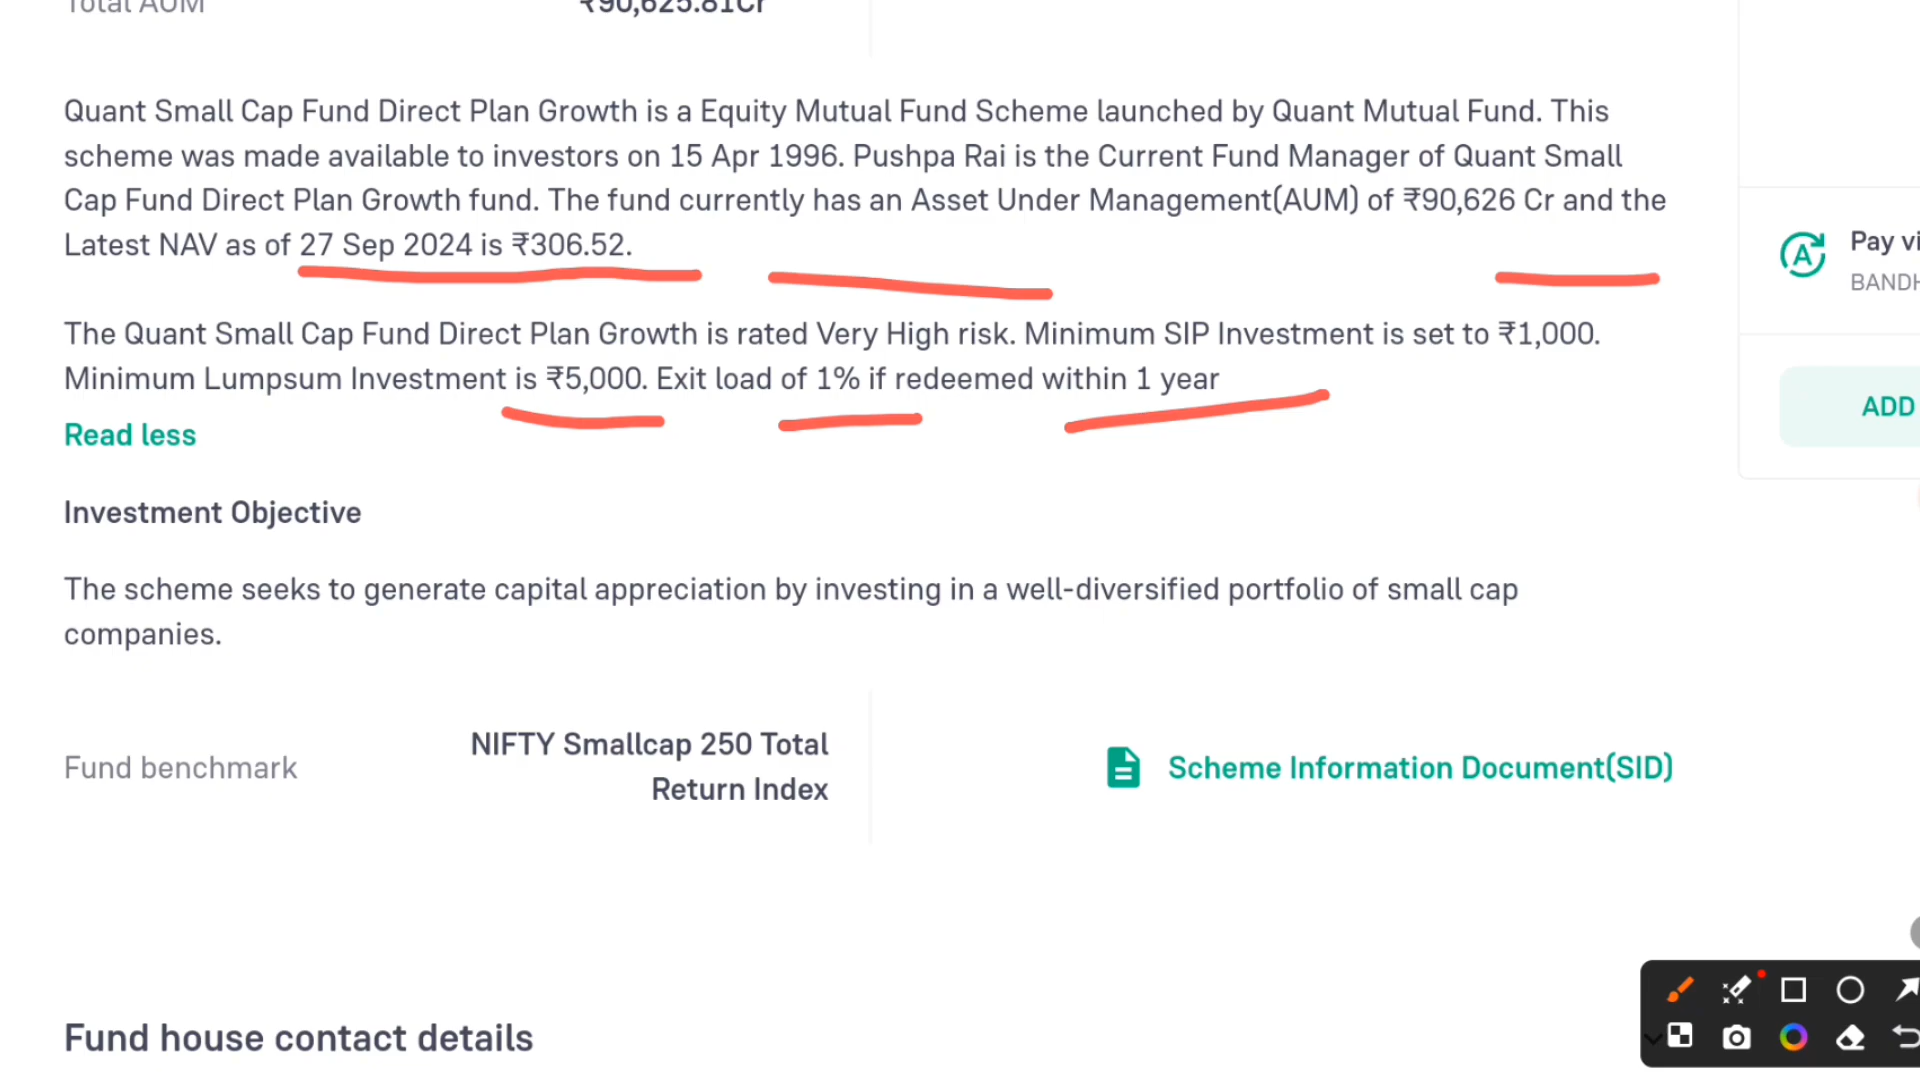 Total AUM
₹90,625.81Cr
Quant Small Cap Fund Direct Plan Growth is a Equity Mutual Fund Scheme launched by Quant Mutual Fund. This
scheme was made available to investors on 15 Apr 1996. Pushpa Rai is the Current Fund Manager of Quant Small
Cap Fund Direct Plan Growth fund. The fund currently has an Asset Under Management(AUM) of ₹90,626 Cr and the
Latest NAV as of 27 Sep 2024 is ₹306.52.
The Quant Small Cap Fund Direct Plan Growth is rated Very High risk. Minimum SIP Investment is set to ₹1,000.
Minimum Lumpsum Investment is ₹5,000. Exit load of 1% if redeemed within 1 year
Read less
Investment Objective
The scheme seeks to generate capital appreciation by investing in a well-diversified portfolio of small cap
companies.
Fund benchmark
NIFTY Smallcap 250 Total
Return Index
Scheme Information Document(SID)
Fund house contact details
A
Pay
ADD